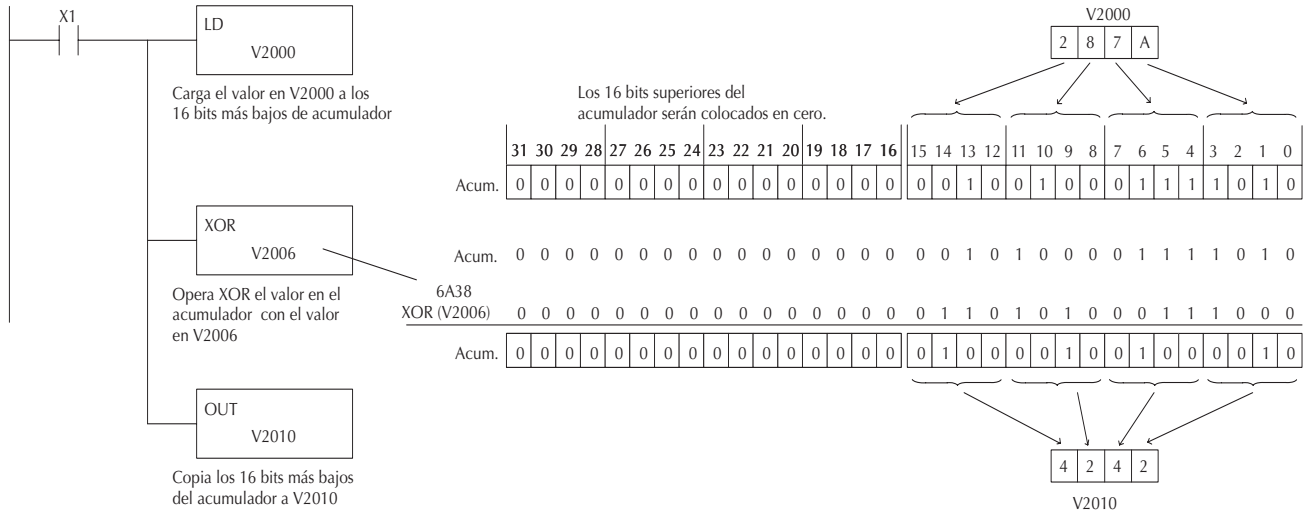 X1
LD
V2000
Carga el valor en V2000 a los
16 bits más bajos de acumulador
XOR
V2006
Opera XOR el valor en el
acumulador con el valor
en V2006
OUT
V2010
Copia los 16 bits más bajos
del acumulador a V2010
V2000
2 8 7 A
Los 16 bits superiores del
acumulador serán colocados en cero.
31 30 29 28 27 26 25 24 23 22 21 20 19 18 17 16 15 14 13 12 11 10 9 8 7 6 5 4 3 2 1 0
Acum. 0 0 0 0 0 0 0 0 0 0 0 0 0 0 0 0 0 0 1 0 0 1 0 0 0 1 1 1 1 0 1 0
Acum. 0 0 0 0 0 0 0 0 0 0 0 0 0 0 0 0 0 0 1 0 1 0 0 0 0 1 1 1 1 0 1 0
6A38
XOR (V2006) 0 0 0 0 0 0 0 0 0 0 0 0 0 0 0 0 0 1 1 0 1 0 1 0 0 0 1 1 1 0 0 0
Acum. 0 0 0 0 0 0 0 0 0 0 0 0 0 0 0 0 0 1 0 0 0 0 1 0 0 1 0 0 0 0 1 0
4 2 4 2
V2010